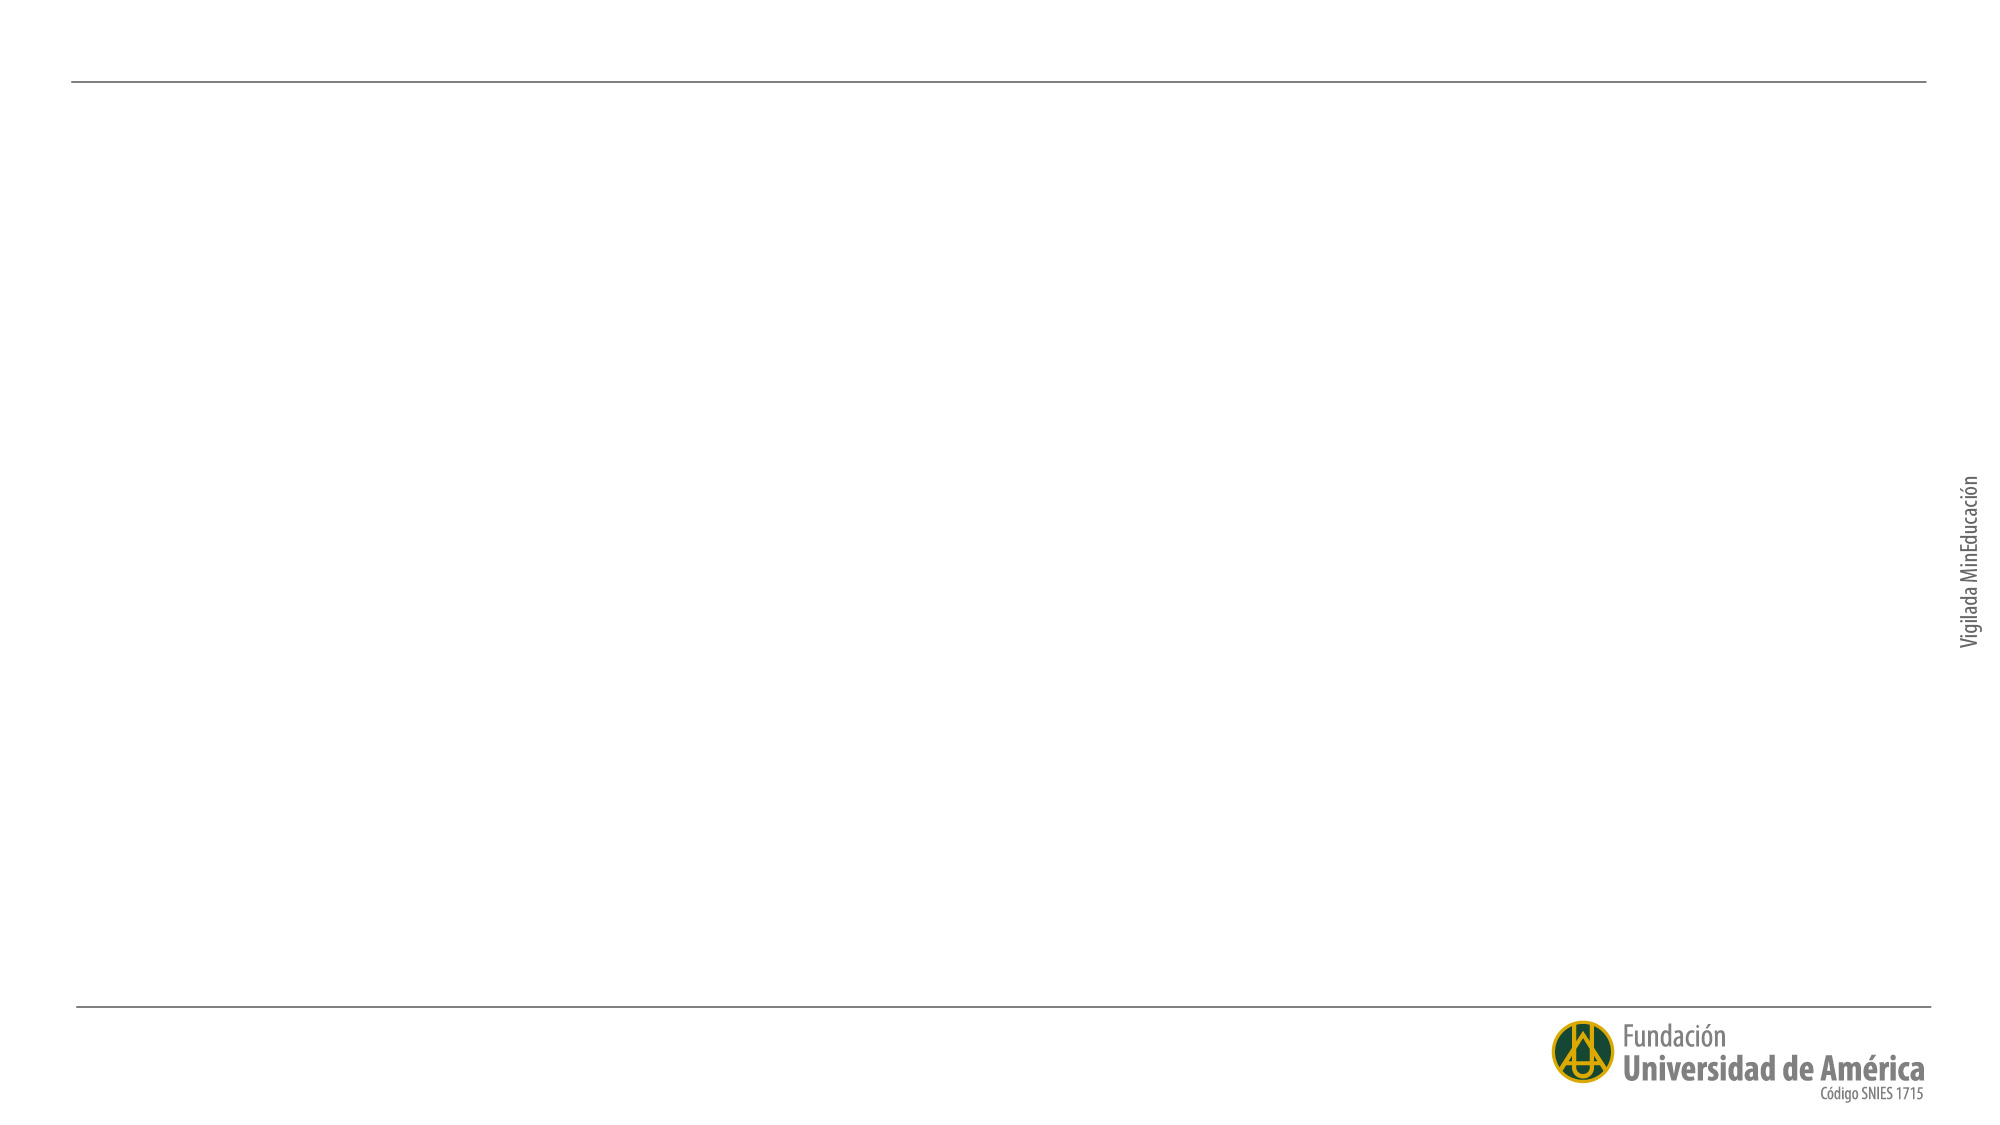 Vigilada MinEducación
Fundación
Universidad de América
Código SNIES 1715